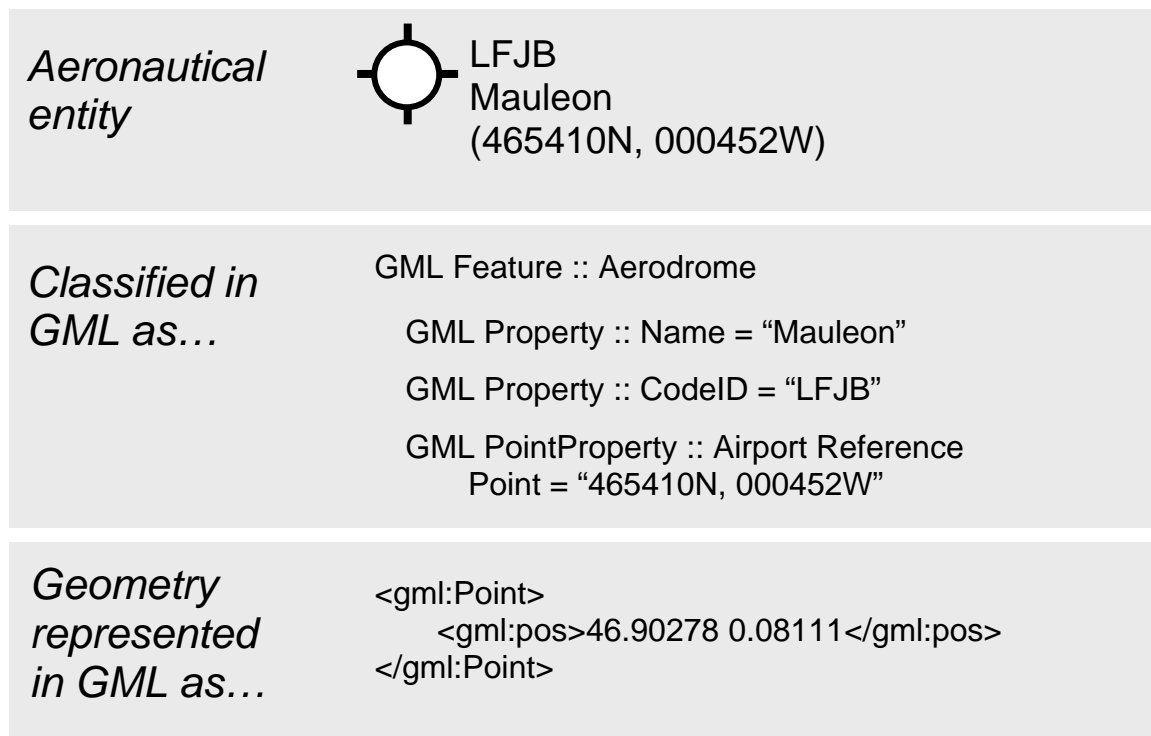 Aeronautical
entity
LFJB
Mauleon
(465410N, 000452W)
Classified in
GML as…
GML Feature :: Aerodrome
GML Property :: Name = “Mauleon”
GML Property :: CodeID = “LFJB”
GML PointProperty :: Airport Reference
Point = “465410N, 000452W”
Geometry
represented
in GML as…
<gml:Point>
<gml:pos>46.90278 0.08111</gml:pos>
</gml:Point>